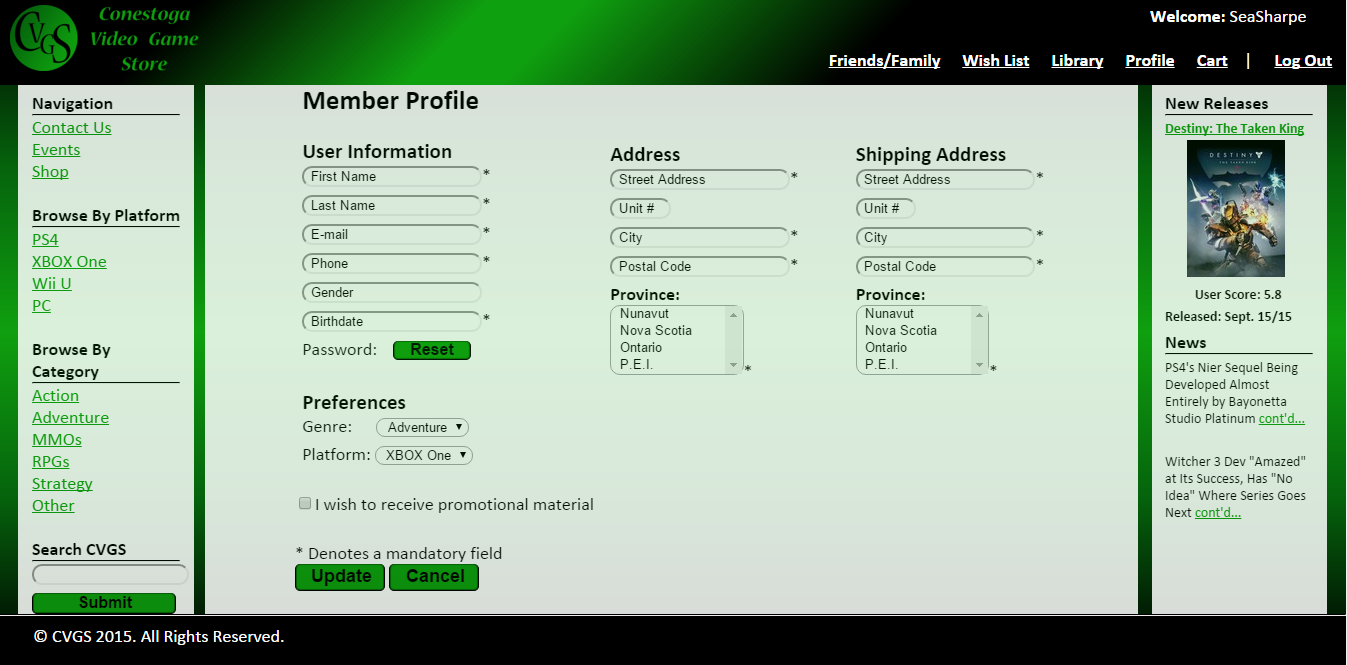 CVGS
Conestoga
Video Game
Store
Welcome: SeaSharpe
Friends/Family Wish List Library Profile Cart | Log Out
Navigation
Contact Us
Events
Shop
Browse By Platform
PS4
XBOX One
Wii U
PC
Browse By
Category
Action
Adventure
MMOs
RPGs
Strategy
Other
Search CVGS
Submit
Member Profile
User Information
First Name *
Last Name *
E-mail *
Phone *
Gender
Birthdate *
Password: Reset
Address
Street Address *
Unit #
City *
Postal Code *
Province:
Nunavut
Nova Scotia
Ontario
P.E.I. *
Shipping Address
Street Address *
Unit #
City *
Postal Code *
Province:
Nunavut
Nova Scotia
Ontario
P.E.I. *
Preferences
Genre: Adventure
Platform: XBOX One
I wish to receive promotional material
* Denotes a mandatory field
Update Cancel
New Releases
Destiny: The Taken King
DESTINY
THE TAKEN KING
User Score: 5.8
Released: Sept. 15/15
News
PS4's Nier Sequel Being
Developed Almost
Entirely by Bayonetta
Studio Platinum cont'd...
Witcher 3 Dev "Amazed"
at Its Success, Has "No
Idea" Where Series Goes
Next cont'd...
© CVGS 2015. All Rights Reserved.